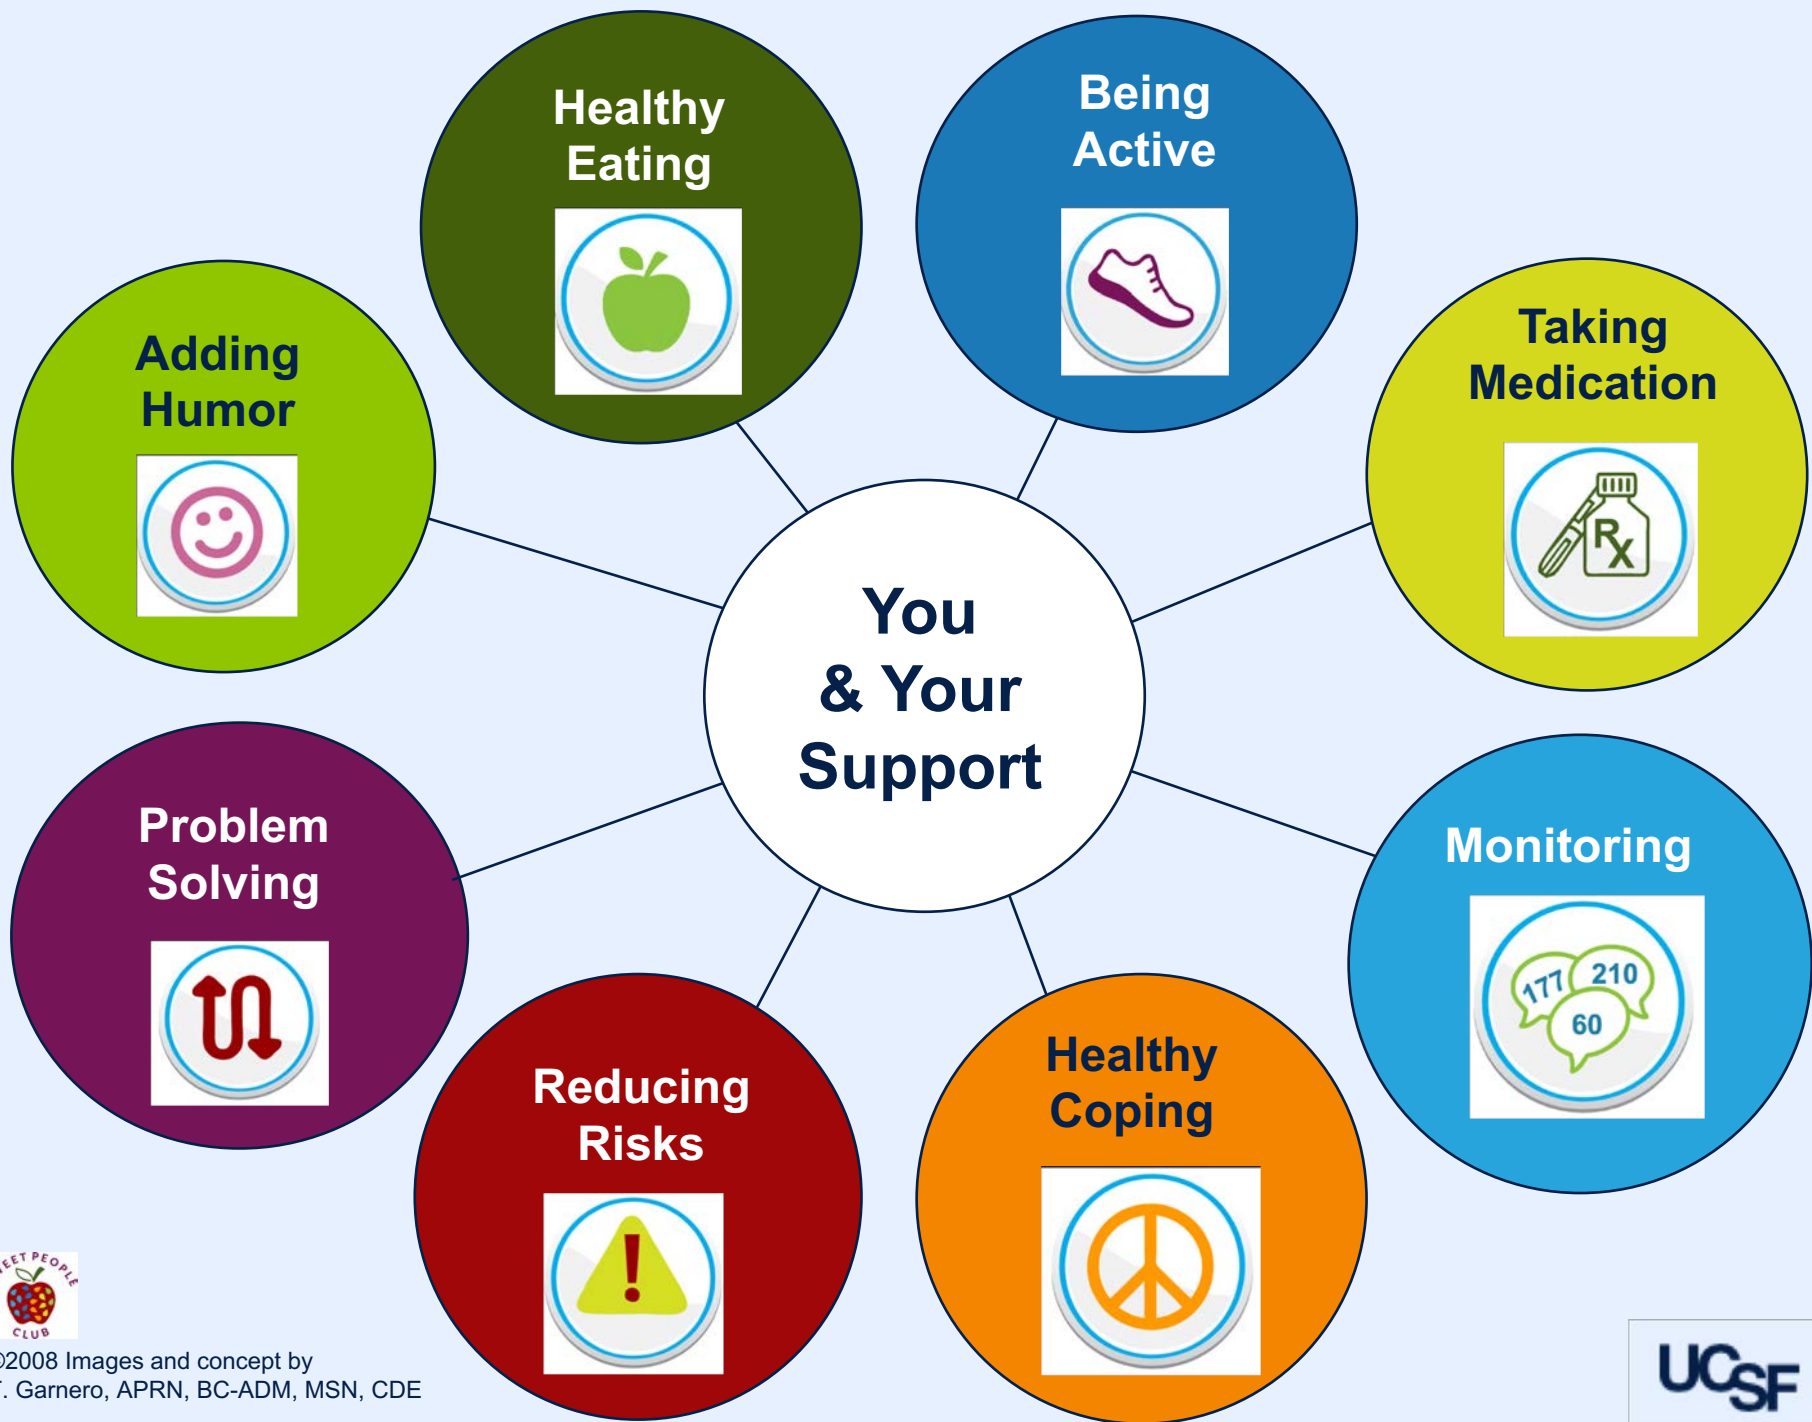 Healthy
Eating
Being
Active
Adding
Humor
Taking
Medication
R
X
You
& Your
Support
Problem
Solving
Monitoring
177
210
60
Reducing
Risks
!
Healthy
Coping
PEOPLE
CLUB
©2008 Images and concept by
T. Garnero, APRN, BC-ADM, MSN, CDE
UCSF